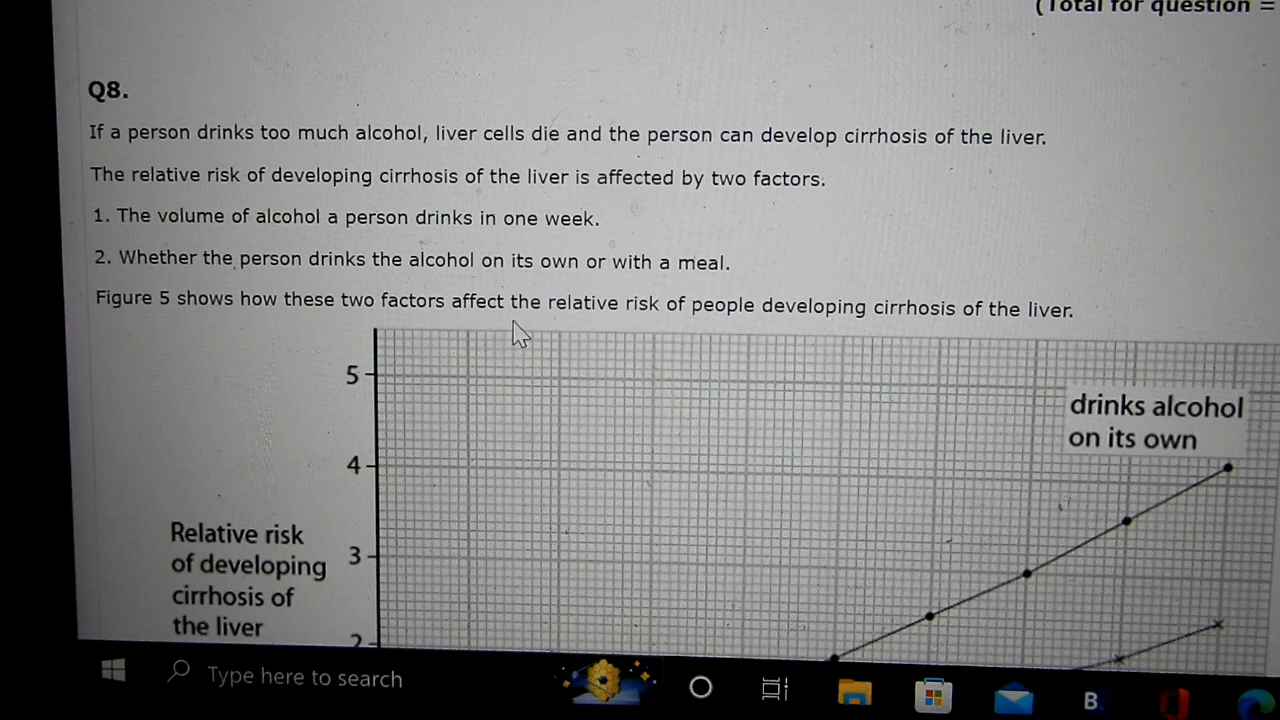 (Total for question =
Q8.
If a person drinks too much alcohol, liver cells die and the person can develop cirrhosis of the liver.
The relative risk of developing cirrhosis of the liver is affected by two factors.
1. The volume of alcohol a person drinks in one week.
2. Whether the person drinks the alcohol on its own or with a meal.
Figure 5 shows how these two factors affect the relative risk of people developing cirrhosis of the liver.
5
drinks alcohol
on its own
4
Relative risk
of developing
cirrhosis of
the liver
3
2
Type here to search
B